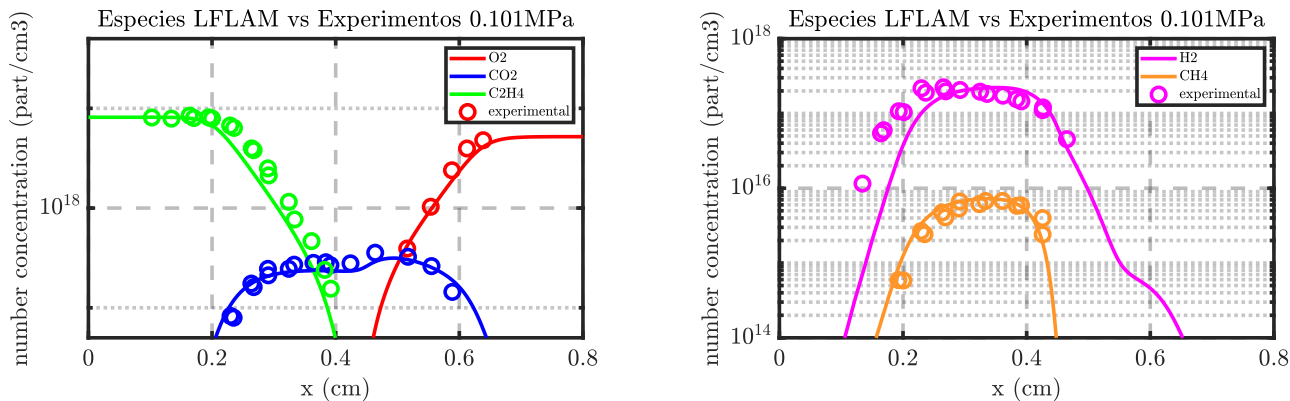 Especies LFLAM vs Experimentos 0.101MPa
number concentration (part/cm3)
10^18
O2
CO2
C2H4
experimental
0 0.2 0.4 0.6 0.8
x (cm)
Especies LFLAM vs Experimentos 0.101MPa
number concentration (part/cm3)
10^18
10^16
10^14
H2
CH4
experimental
0 0.2 0.4 0.6 0.8
x (cm)